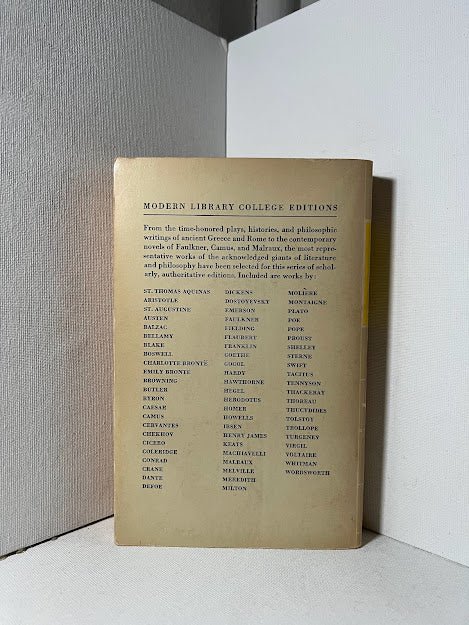 MODERN LIBRARY COLLEGE EDITIONS
From the time-honored plays, histories, and philosophic
writings of ancient Greece and Rome to the contemporary
novels of Faulkner, Camus, and Malraux, the most repre-
sentative works of the acknowledged giants of literature
and philosophy have been selected for this series of schol-
arly, authoritative editions. Included are works by:
ST. THOMAS AQUINAS
ARISTOTLE
ST. AUGUSTINE
AUSTEN
BALZAC
BELLAMY
BLAKE
BOSWELL
CHARLOTTE BRONTË
EMILY BRONTË
BROWNING
BUTLER
BYRON
CAESAR
CAMUS
CERVANTES
CHEKHOV
CICERO
COLERIDGE
CONRAD
CRANE
DANTE
DEFOE
DICKENS
DOSTOYEVSKY
EMERSON
FAULKNER
FIELDING
FLAUBERT
FRANKLIN
GOETHE
GOGOL
HARDY
HAWTHORNE
HEGEL
HERODOTUS
HOMER
HOWELLS
IBSEN
HENRY JAMES
KEATS
MACHIAVELLI
MALRAUX
MELVILLE
MEREDITH
MILTON
MOLIÈRE
MONTAIGNE
PLATO
POE
POPE
PROUST
SHELLEY
STERNE
SWIFT
TACITUS
TENNYSON
THACKERAY
THOREAU
THUCYDIDES
TOLSTOY
TROLLOPE
TURGENEV
VIRGIL
VOLTAIRE
WHITMAN
WORDSWORTH